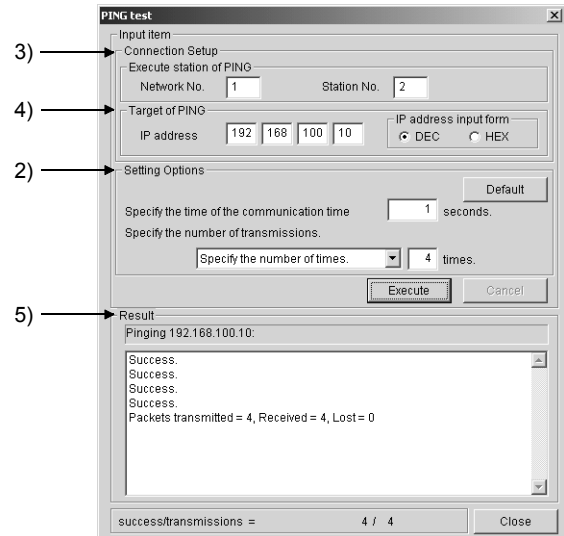 PING test
Input item
3) Connection Setup
Execute station of PING
Network No. 1 Station No. 2
4) Target of PING
IP address 192 168 100 10
IP address input form
DEC HEX
2) Setting Options
Default
Specify the time of the communication time 1 seconds.
Specify the number of transmissions.
Specify the number of times. 4 times.
Execute Cancel
5) Result
Pinging 192.168.100.10:
Success.
Success.
Success.
Success.
Packets transmitted = 4, Received = 4, Lost = 0
success/transmissions = 4 / 4
Close